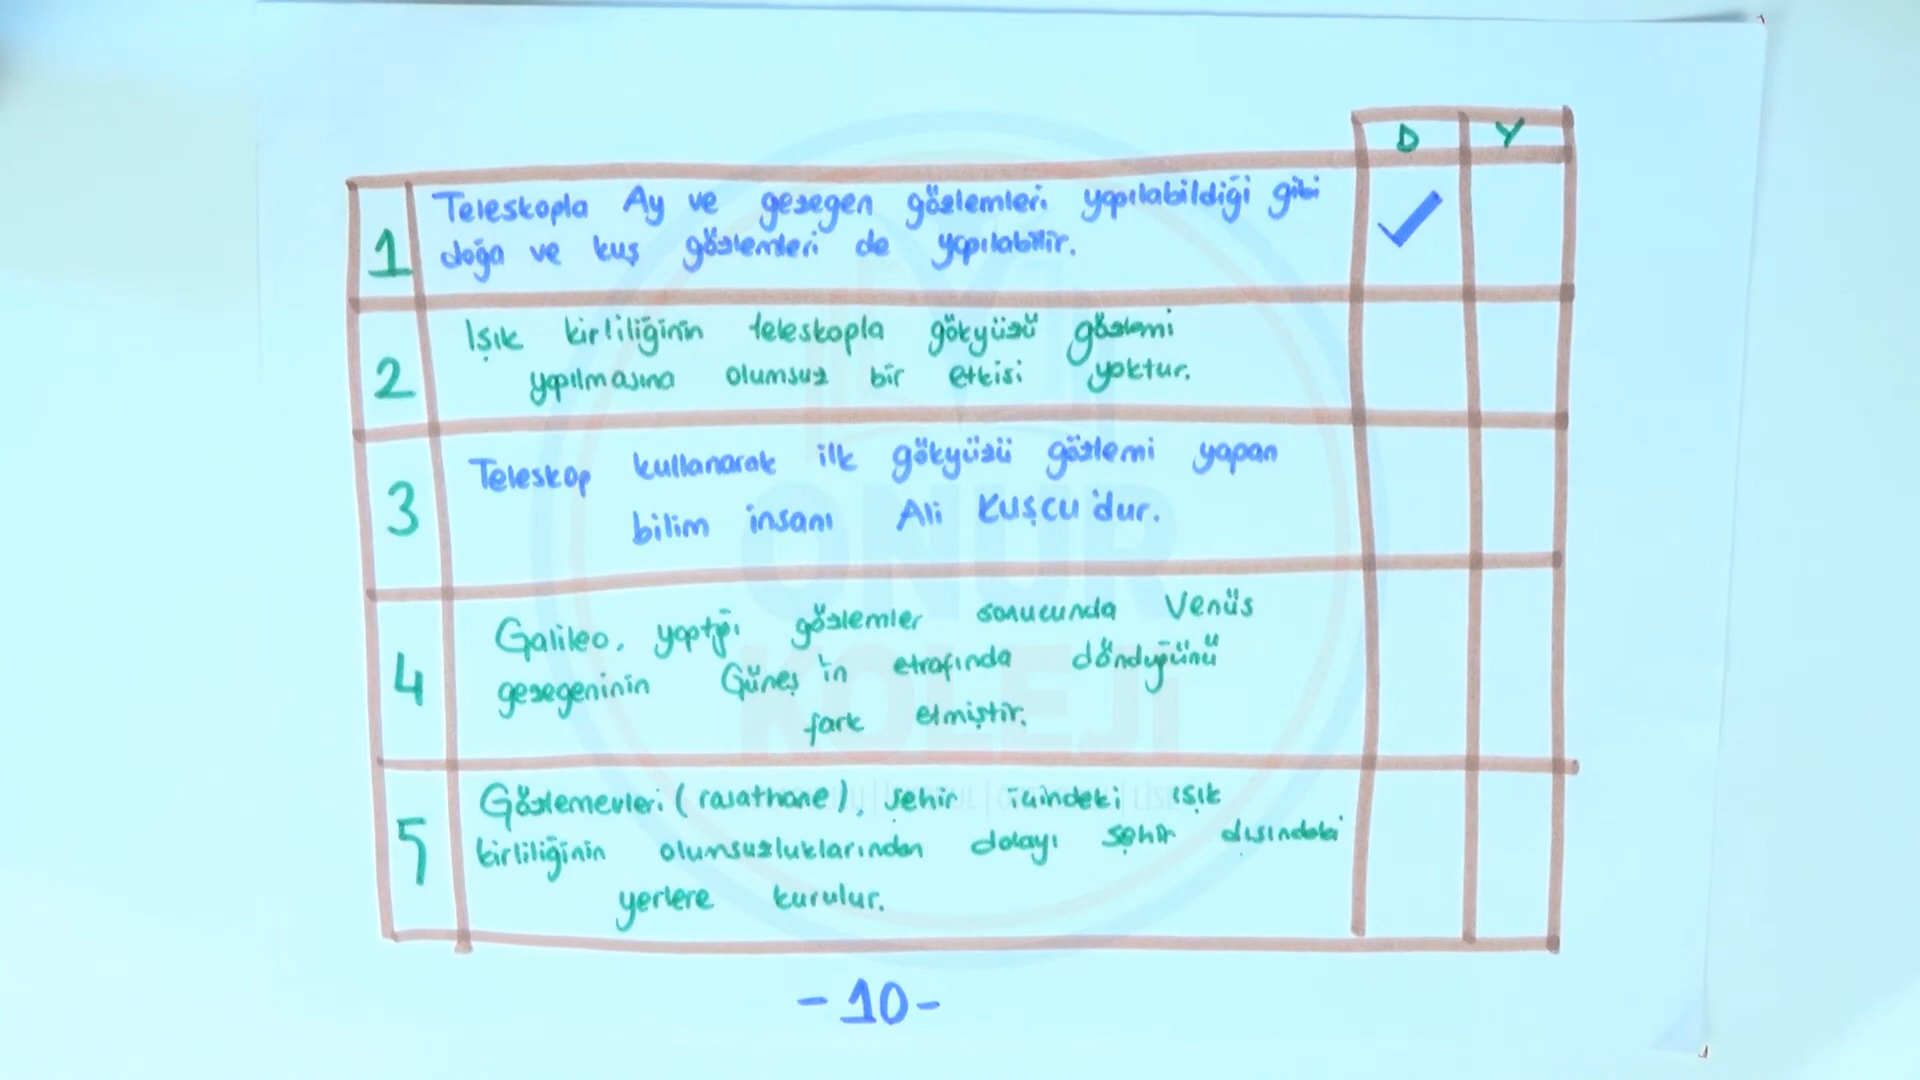 D Y
1 Teleskopla Ay ve gezegen gözlemleri yapılabildiği gibi
doğa ve kuş gözlemleri de yapılabilir.
2 Işık kirliliğinin teleskopla gökyüzü gözlemi
yapılmasına olumsuz bir etkisi yoktur.
3 Teleskop kullanarak ilk gökyüzü gözlemi yapan
bilim insanı Ali Kuşcu'dur.
4 Galileo, yaptığı gözlemler sonucunda Venüs
gezegeninin Güneş'in etrafında döndüğünü
fark etmiştir.
5 Gözlemevleri (rasathane), şehir içindeki ışık
kirliliğinin olumsuzluklarından dolayı şehir dışındaki
yerlere kurulur.
-10-
ONUR
KOLEJİ